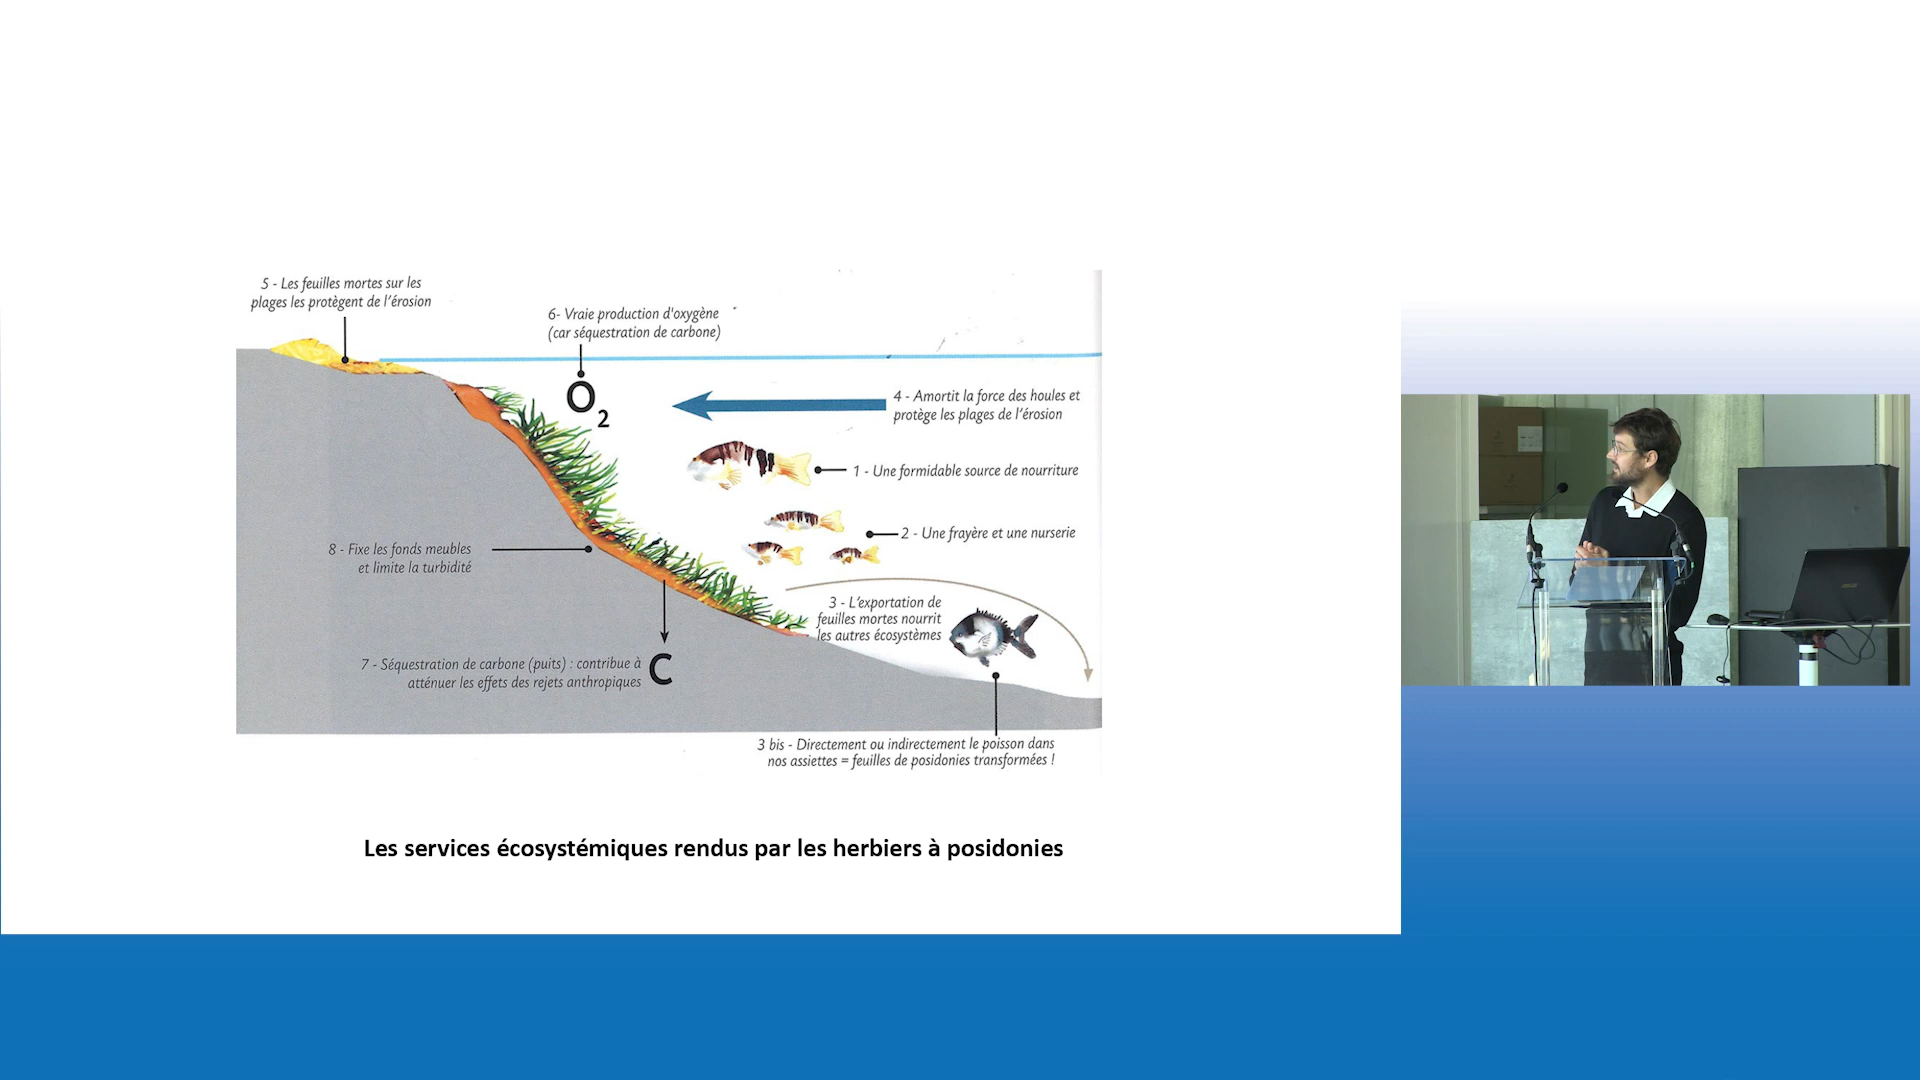 5 - Les feuilles mortes sur les
plages les protègent de l'érosion
6- Vraie production d'oxygène
(car séquestration de carbone)
O2
4 - Amortit la force des houles et
protège les plages de l'érosion
1 - Une formidable source de nourriture
2 - Une frayère et une nurserie
8 - Fixe les fonds meubles
et limite la turbidité
3 - L'exportation de
feuilles mortes nourrit
les autres écosystèmes
7 - Séquestration de carbone (puits) : contribue à
atténuer les effets des rejets anthropiques
C
3 bis - Directement ou indirectement le poisson dans
nos assiettes = feuilles de posidonies transformées !
Les services écosystémiques rendus par les herbiers à posidonies